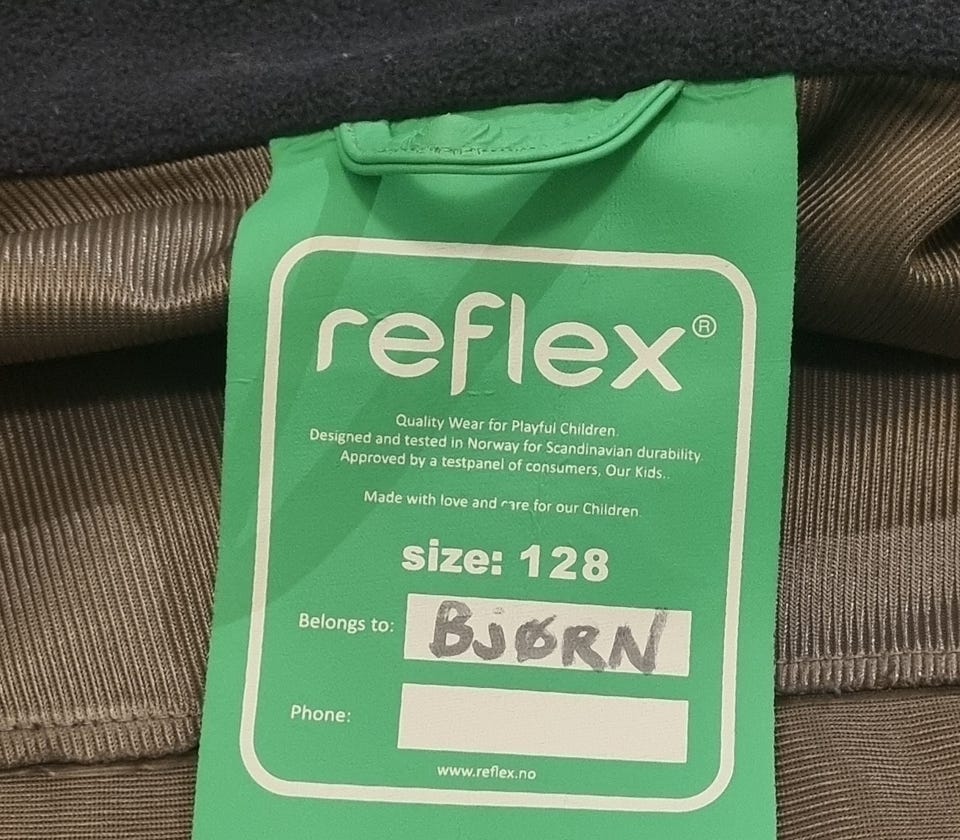 reflex®
Quality Wear for Playful Children.
Designed and tested in Norway for Scandinavian durability.
Approved by a testpanel of consumers, Our Kids..
Made with love and care for our Children.
size: 128
Belongs to: BJØRN
Phone:
www.reflex.no